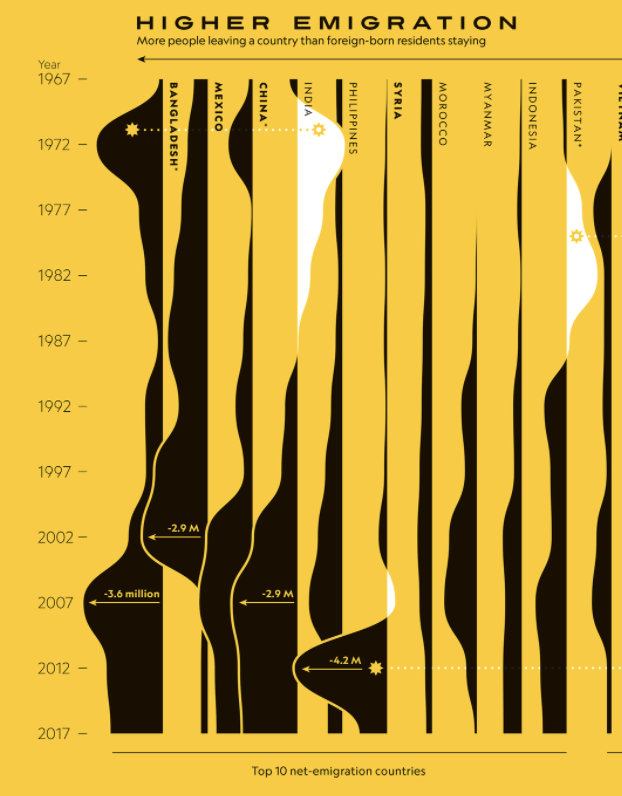 HIGHER EMIGRATION
More people leaving a country than foreign-born residents staying
Year
1967
BANGLADESH*
MEXICO
CHINA*
INDIA
PHILIPPINES
SYRIA
MOROCCO
MYANMAR
INDONESIA
PAKISTAN*
1972
1977
1982
1987
1992
1997
2002
-2.9 M
2007
-3.6 million
-2.9 M
2012
-4.2 M
2017
Top 10 net-emigration countries